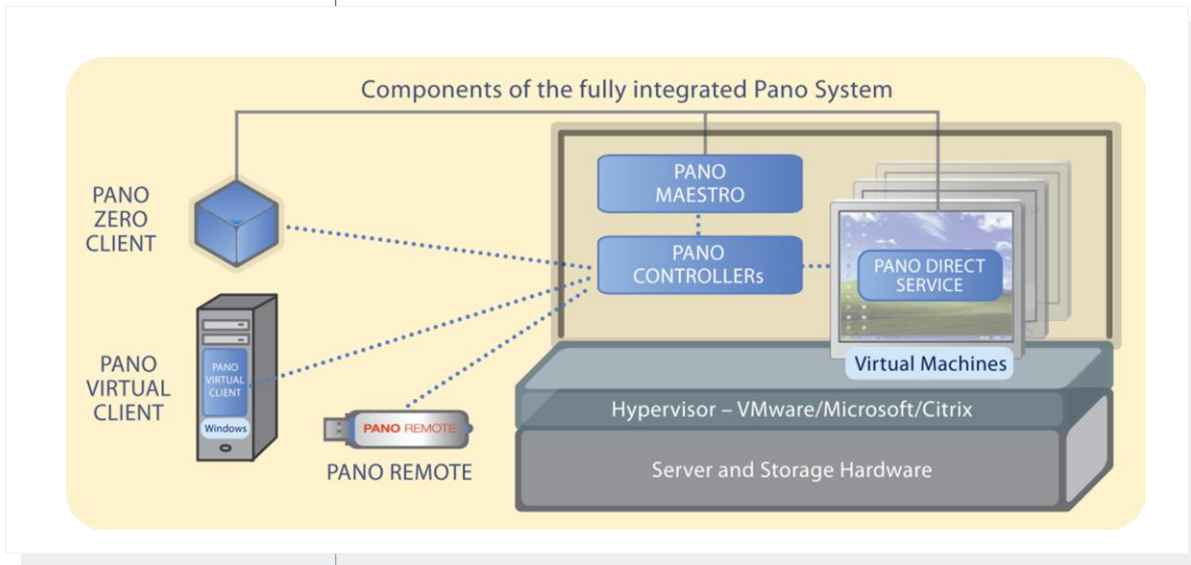 Components of the fully integrated Pano System
PANO
ZERO
CLIENT
PANO
MAESTRO
PANO
CONTROLLERs
PANO DIRECT
SERVICE
Virtual Machines
PANO
VIRTUAL
CLIENT
PANO
VIRTUAL
CLIENT
Windows
PANO REMOTE
PANO REMOTE
Hypervisor – VMware/Microsoft/Citrix
Server and Storage Hardware